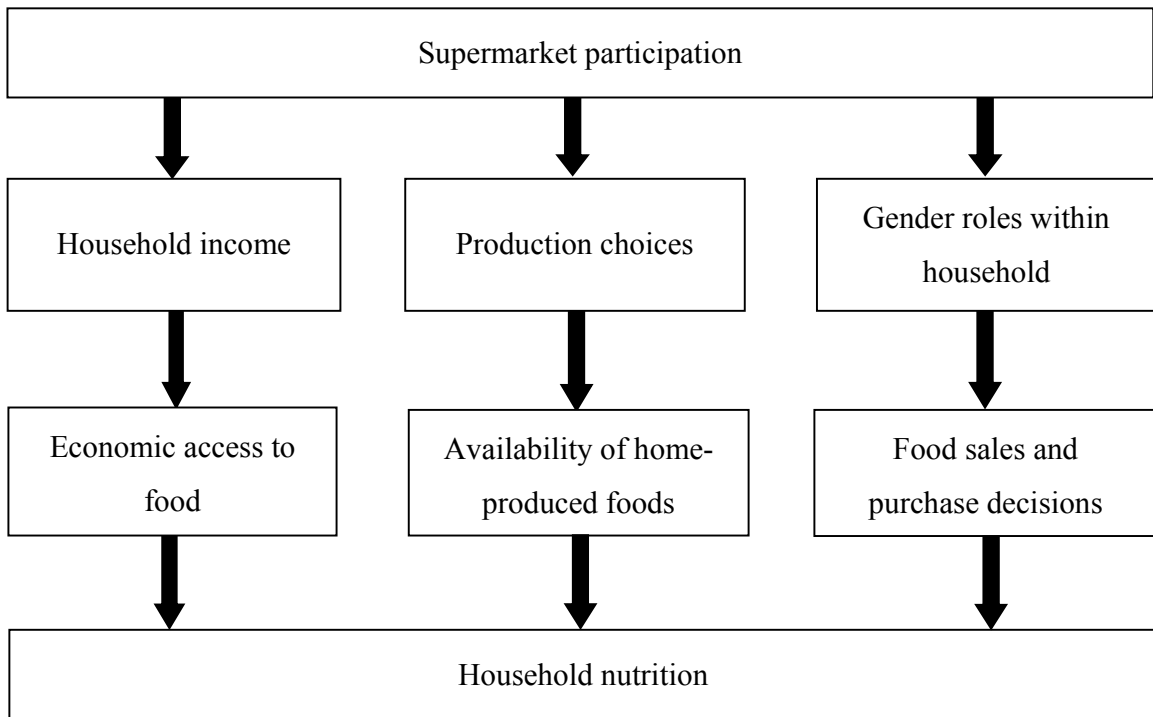 Supermarket participation
Household income
Production choices
Gender roles within
household
Economic access to
food
Availability of home-
produced foods
Food sales and
purchase decisions
Household nutrition